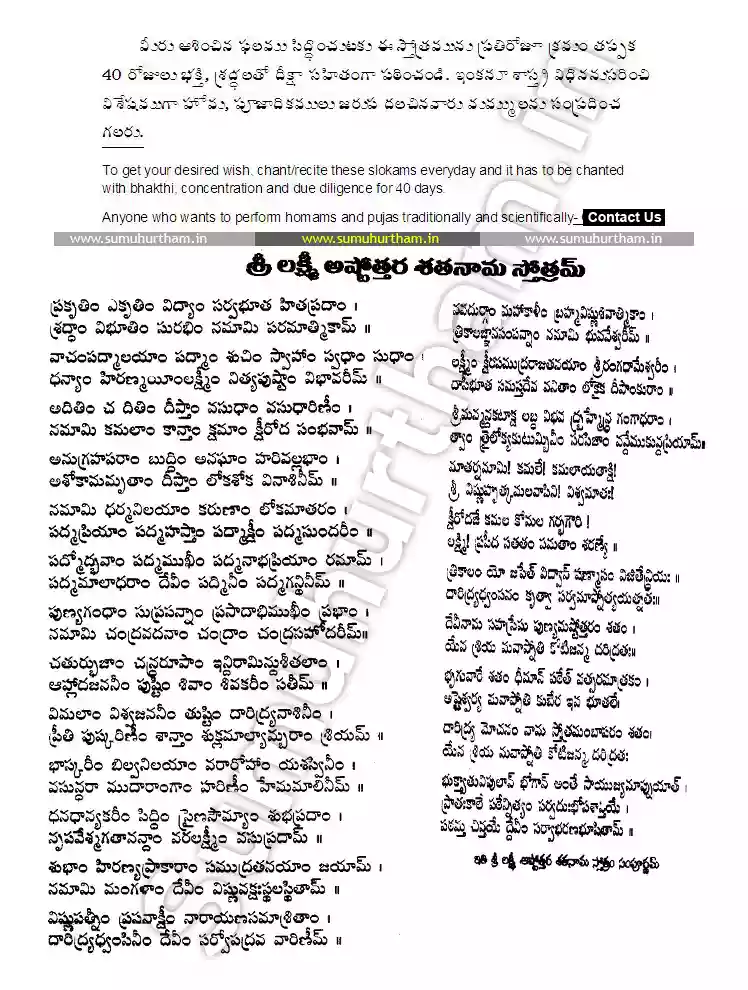 మీరు ఆశించిన ఫలము సిద్ధించుటకు ఈ స్తోత్రమును ప్రతిరోజూ క్రమం తప్పక
40 రోజులు భక్తి, శ్రద్ధలతో దీక్షా సహితంగా పఠించండి. ఇంకనూ శాస్త్ర విధిననుసరించి
విశేషముగా హోమ, పూజాదికములు జరుప దలచినవారు మమ్ములను సంప్రదించ
గలరు.
To get your desired wish, chant/recite these slokams everyday and it has to be chanted
with bhakthi, concentration and due diligence for 40 days.
Anyone who wants to perform homams and pujas traditionally and scientifically- Contact Us
www.sumuhurtham.in www.sumuhurtham.in www.sumuhurtham.in
శ్రీ లక్ష్మీ అష్టోత్తర శతనామ స్తోత్రమ్
ప్రకృతిం ఎకృతిం విద్యాం సర్వభూత హితప్రదాం ।
శ్రద్ధాం విభూతిం సురభిం నమామి పరమాత్మికామ్ ॥
వాచంపద్మాలయాం పద్మాం శుచిం స్వాహాం స్వధాం సుధాం ।
ధన్యాం హిరణ్మయీంలక్ష్మీం నిత్యపుష్టాం విభావరీమ్ ॥
అదితిం చ దితిం దీప్తాం వసుధాం వసుధారిణీం ।
నమామి కమలాం కాన్తాం క్షమాం క్షీరోద సంభవామ్ ॥
అనుగ్రహపరాం బుద్ధిం అనఘాం హరివల్లభాం ।
అశోకామమృతాం దీప్తాం లోకశోక వినాశినీమ్ ॥
నమామి ధర్మనిలయాం కరుణాం లోకమాతరం ।
పద్మప్రియాం పద్మహస్తాం పద్మాక్షీం పద్మసుందరీం ॥
పద్మోద్భవాం పద్మముఖీం పద్మనాభప్రియాం రమామ్ ।
పద్మమాలాధరాం దేవీం పద్మినీం పద్మగన్ధినీమ్ ॥
పుణ్యగంధాం సుప్రసన్నాం ప్రసాదాభిముఖీం ప్రభాం ।
నమామి చంద్రవదనాం చంద్రాం చంద్రసహోదరీమ్॥
చతుర్భుజాం చన్ద్రరూపాం ఇన్దిరామిన్దుశీతలాం ।
ఆహ్లాదజననీం పుష్టిం శివాం శివకరీం సతీమ్ ॥
విమలాం విశ్వజననీం తుష్టిం దారిద్ర్యనాశినీం ।
ప్రీతి పుష్కరిణీం శాన్తాం శుక్లమాల్యామ్బరాం శ్రియమ్ ॥
భాస్కరీం బిల్వనిలయాం వరారోహాం యశస్వినీం ।
వసున్ధరా ముదారాంగాం హరిణీం హేమమాలినీమ్ ॥
ధనధాన్యకరీం సిద్ధిం స్రైణసామ్యాం శుభప్రదాం ।
నృపవేశ్మగతానన్దాం వరలక్ష్మీం వసుప్రదామ్ ॥
శుభాం హిరణ్యప్రాకారాం సముద్రతనయాం జయామ్ ।
నమామి మంగళాం దేవీం విష్ణువక్షఃస్థలస్థితామ్ ॥
విష్ణుపత్నీం ప్రసన్నాక్షీం నారాయణసమాశ్రితాం ।
దారిద్ర్యధ్వంసినీం దేవీం సర్వోపద్రవ వారిణీమ్ ॥
నవదుర్గాం మహాకాళీం బ్రహ్మవిష్ణుశివాత్మికాం ।
త్రికాలజ్ఞానసంపన్నాం నమామి భువనేశ్వరీమ్ ॥
లక్ష్మీం క్షీరసముద్రరాజతనయాం శ్రీరంగధామేశ్వరీం ।
దాసీభూత సమస్తదేవ వనితాం లోకైక దీపాంకురాం ॥
శ్రీమన్మన్దకటాక్ష లబ్ధ విభవ ద్బ్రహ్మేన్ద్ర గంగాధరాం ।
త్వాం త్రైలోక్యకుటుమ్బినీం సరసిజాం వన్దేముకున్దప్రియామ్॥
మాతర్నమామి! కమలే! కమలాయతాక్షి!
శ్రీ విష్ణుహృత్కమలవాసిని! విశ్వమాతః!
క్షీరోదజే కమల కోమల గర్భగౌరి!
లక్ష్మి! ప్రసీద సతతం నమతాం శరణ్యే ॥
త్రికాలం యో జపేత్ విద్వాన్ షణ్మాసం విజితేన్ద్రియః ॥
దారిద్ర్యధ్వంసనం కృత్వా సర్వమాప్నోత్యయత్నతః॥
దేవీనామ సహస్రేషు పుణ్యమష్టోత్తరం శతం ।
యేన శ్రియ మవాప్నోతి కోటిజన్మ దరిద్రతః॥
భృగువారే శతం ధీమాన్ పఠేత్ వత్సరమాత్రకం ।
అష్టైశ్వర్య మవాప్నోతి కుబేర ఇవ భూతలే॥
దారిద్ర్య మోచనం నామ స్తోత్రమంబాపరం శతం।
యేన శ్రియ మవాప్నోతి కోటిజన్మ దరిద్రతః
భుక్త్వాతువిపులాన్ భోగాన్ అంతే సాయుజ్యమాప్నుయాత్ ।
ప్రాతఃకాలే పఠేన్నిత్యం సర్వదుఃఖోపశాన్తయే ।
పఠన్తు చిన్తయే ద్దేవీం సర్వాభరణభూషితామ్ ॥
ఇతి శ్రీ లక్ష్మీ అష్టోత్తర శతనామ స్తోత్రం సంపూర్ణమ్
sumuhurtham.in